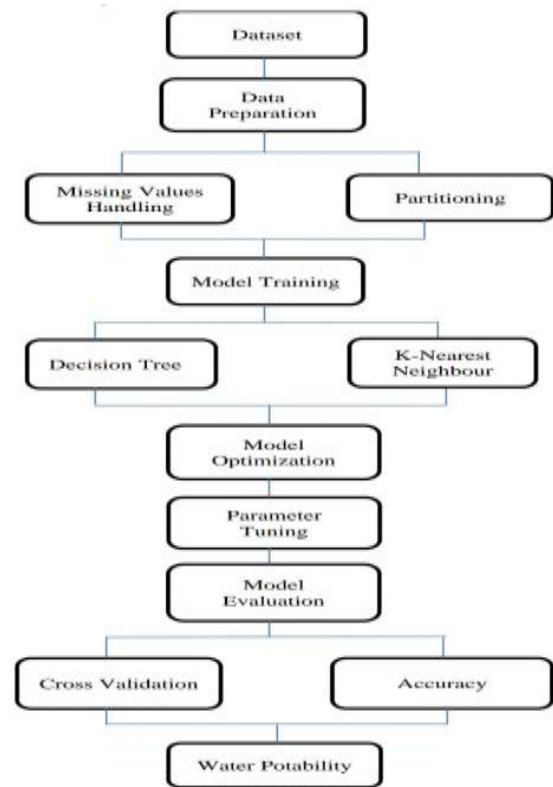 Dataset
Data
Preparation
Missing Values
Handling
Partitioning
Model Training
Decision Tree
K-Nearest
Neighbour
Model
Optimization
Parameter
Tuning
Model
Evaluation
Cross Validation
Accuracy
Water Potability